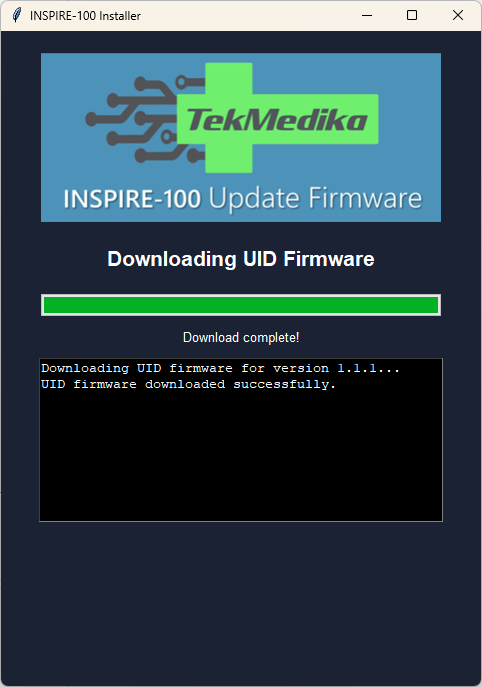 INSPIRE-100 Installer
TekMedika
INSPIRE-100 Update Firmware
Downloading UID Firmware
Download complete!
Downloading UID firmware for version 1.1.1...
UID firmware downloaded successfully.